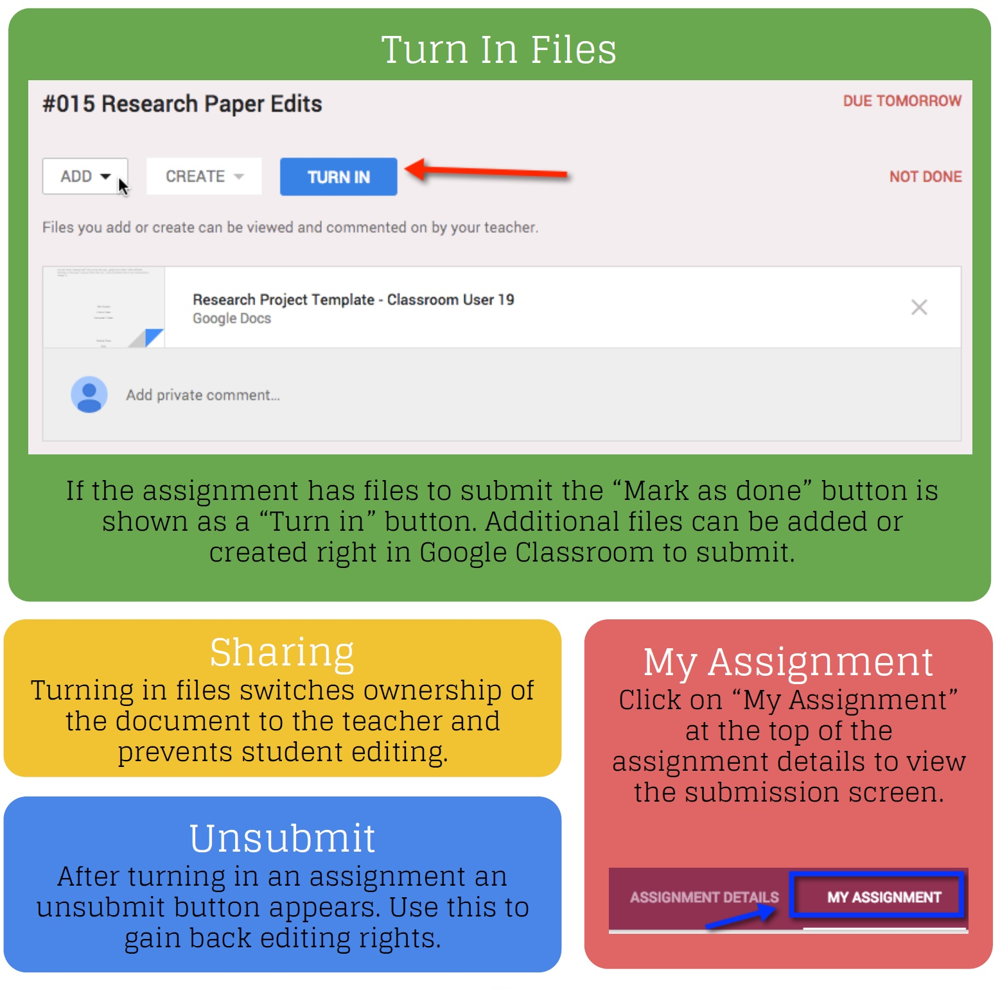 Turn In Files
#015 Research Paper Edits
DUE TOMORROW
ADD
CREATE
TURN IN
NOT DONE
Files you add or create can be viewed and commented on by your teacher.
Research Project Template - Classroom User 19
Google Docs
Add private comment...
If the assignment has files to submit the “Mark as done” button is
shown as a “Turn in” button. Additional files can be added or
created right in Google Classroom to submit.
Sharing
Turning in files switches ownership of
the document to the teacher and
prevents student editing.
Unsubmit
After turning in an assignment an
unsubmit button appears. Use this to
gain back editing rights.
My Assignment
Click on “My Assignment”
at the top of the
assignment details to view
the submission screen.
ASSIGNMENT DETAILS
MY ASSIGNMENT